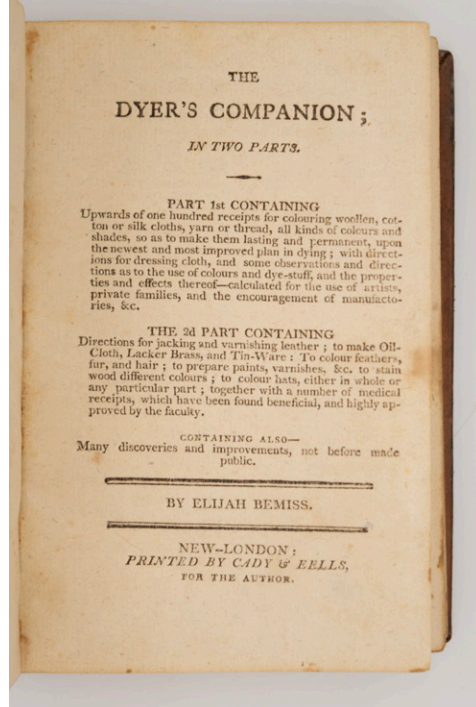 THE
DYER'S COMPANION;
IN TWO PARTS.
PART 1st CONTAINING
Upwards of one hundred receipts for colouring woollen, cot-
ton or silk cloths, yarn or thread, all kinds of colours and
shades, so as to make them lasting and permanent, upon
the newest and most improved plan in dying; with direct-
ions for dressing cloth, and some observations and direc-
tions as to the use of colours and dye-stuff, and the proper-
ties and effects thereof—calculated for the use of artists,
private families, and the encouragement of manufacto-
ries, &c.
THE 2d PART CONTAINING
Directions for jacking and varnishing leather; to make Oil-
Cloth, Lacker Brass, and Tin-Ware: To colour feathers,
fur, and hair; to prepare paints, varnishes, &c. to stain
wood different colours; to colour hats, either in whole or
any particular part; together with a number of medical
receipts, which have been found beneficial, and highly ap-
proved by the faculty.
CONTAINING ALSO—
Many discoveries and improvements, not before made
public.
BY ELIJAH BEMISS.
NEW-LONDON:
PRINTED BY CADY & EELLS,
FOR THE AUTHOR.